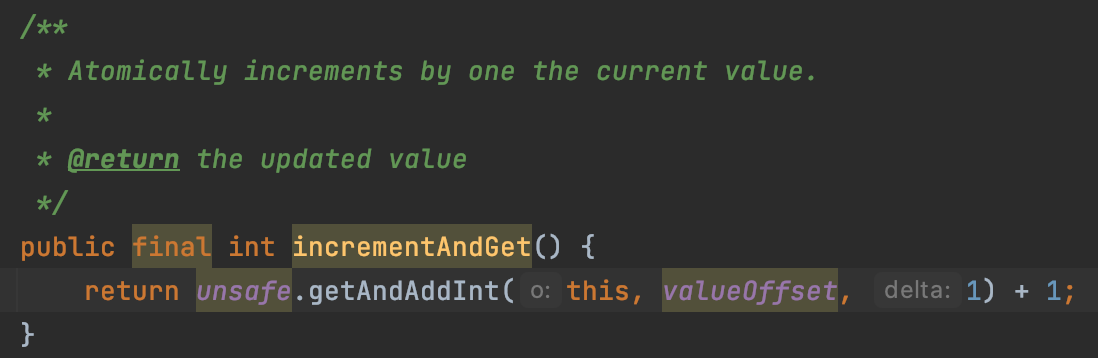 /**
 * Atomically increments by one the current value.
 *
 * @return the updated value
 */
public final int incrementAndGet() {
    return unsafe.getAndAddInt( o: this, valueOffset, delta: 1) + 1;
}